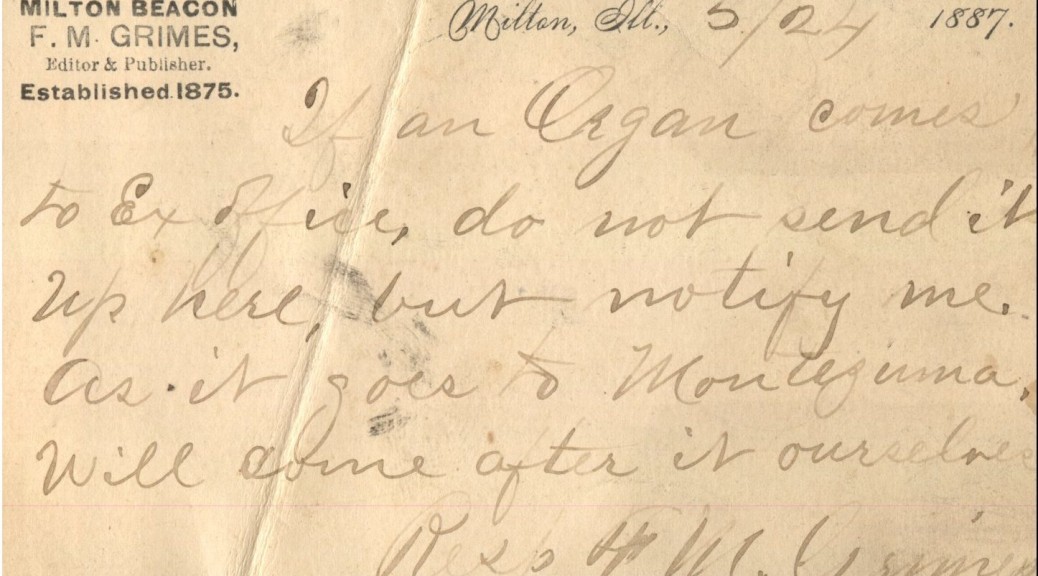 MILTON BEACON
F. M. GRIMES,
Editor & Publisher.
Established 1875.
Milton, Ill., 5/24 1887.
If an Organ comes
to Ex office, do not send it
up here, but notify me.
As it goes to Montezuma,
Will come after it ourselves
Resp F M. Grimes